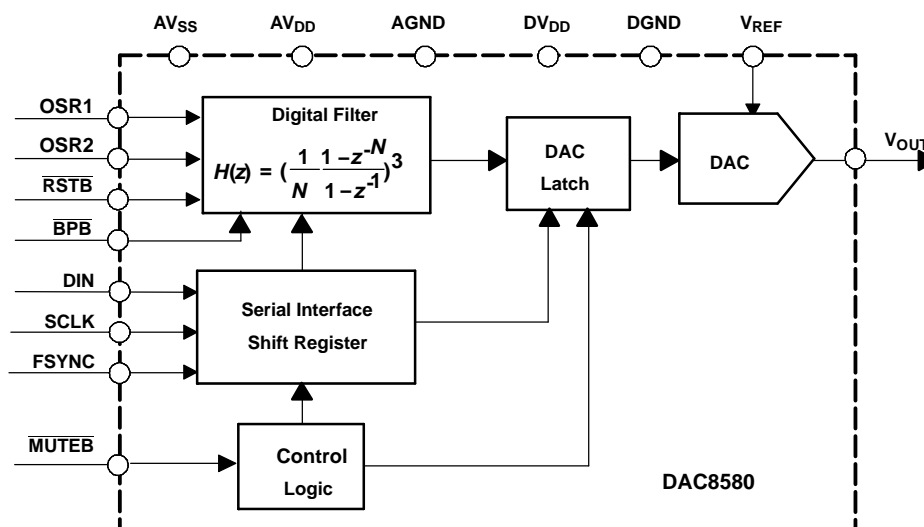 AVSS AVDD AGND DVDD DGND VREF
OSR1
OSR2
RSTB
BPB
DIN
SCLK
FSYNC
MUTEB
Digital Filter
H(z) = (1/N 1–z^-N/1–z^-1)^3
DAC
Latch
DAC
VOUT
Serial Interface
Shift Register
Control
Logic
DAC8580